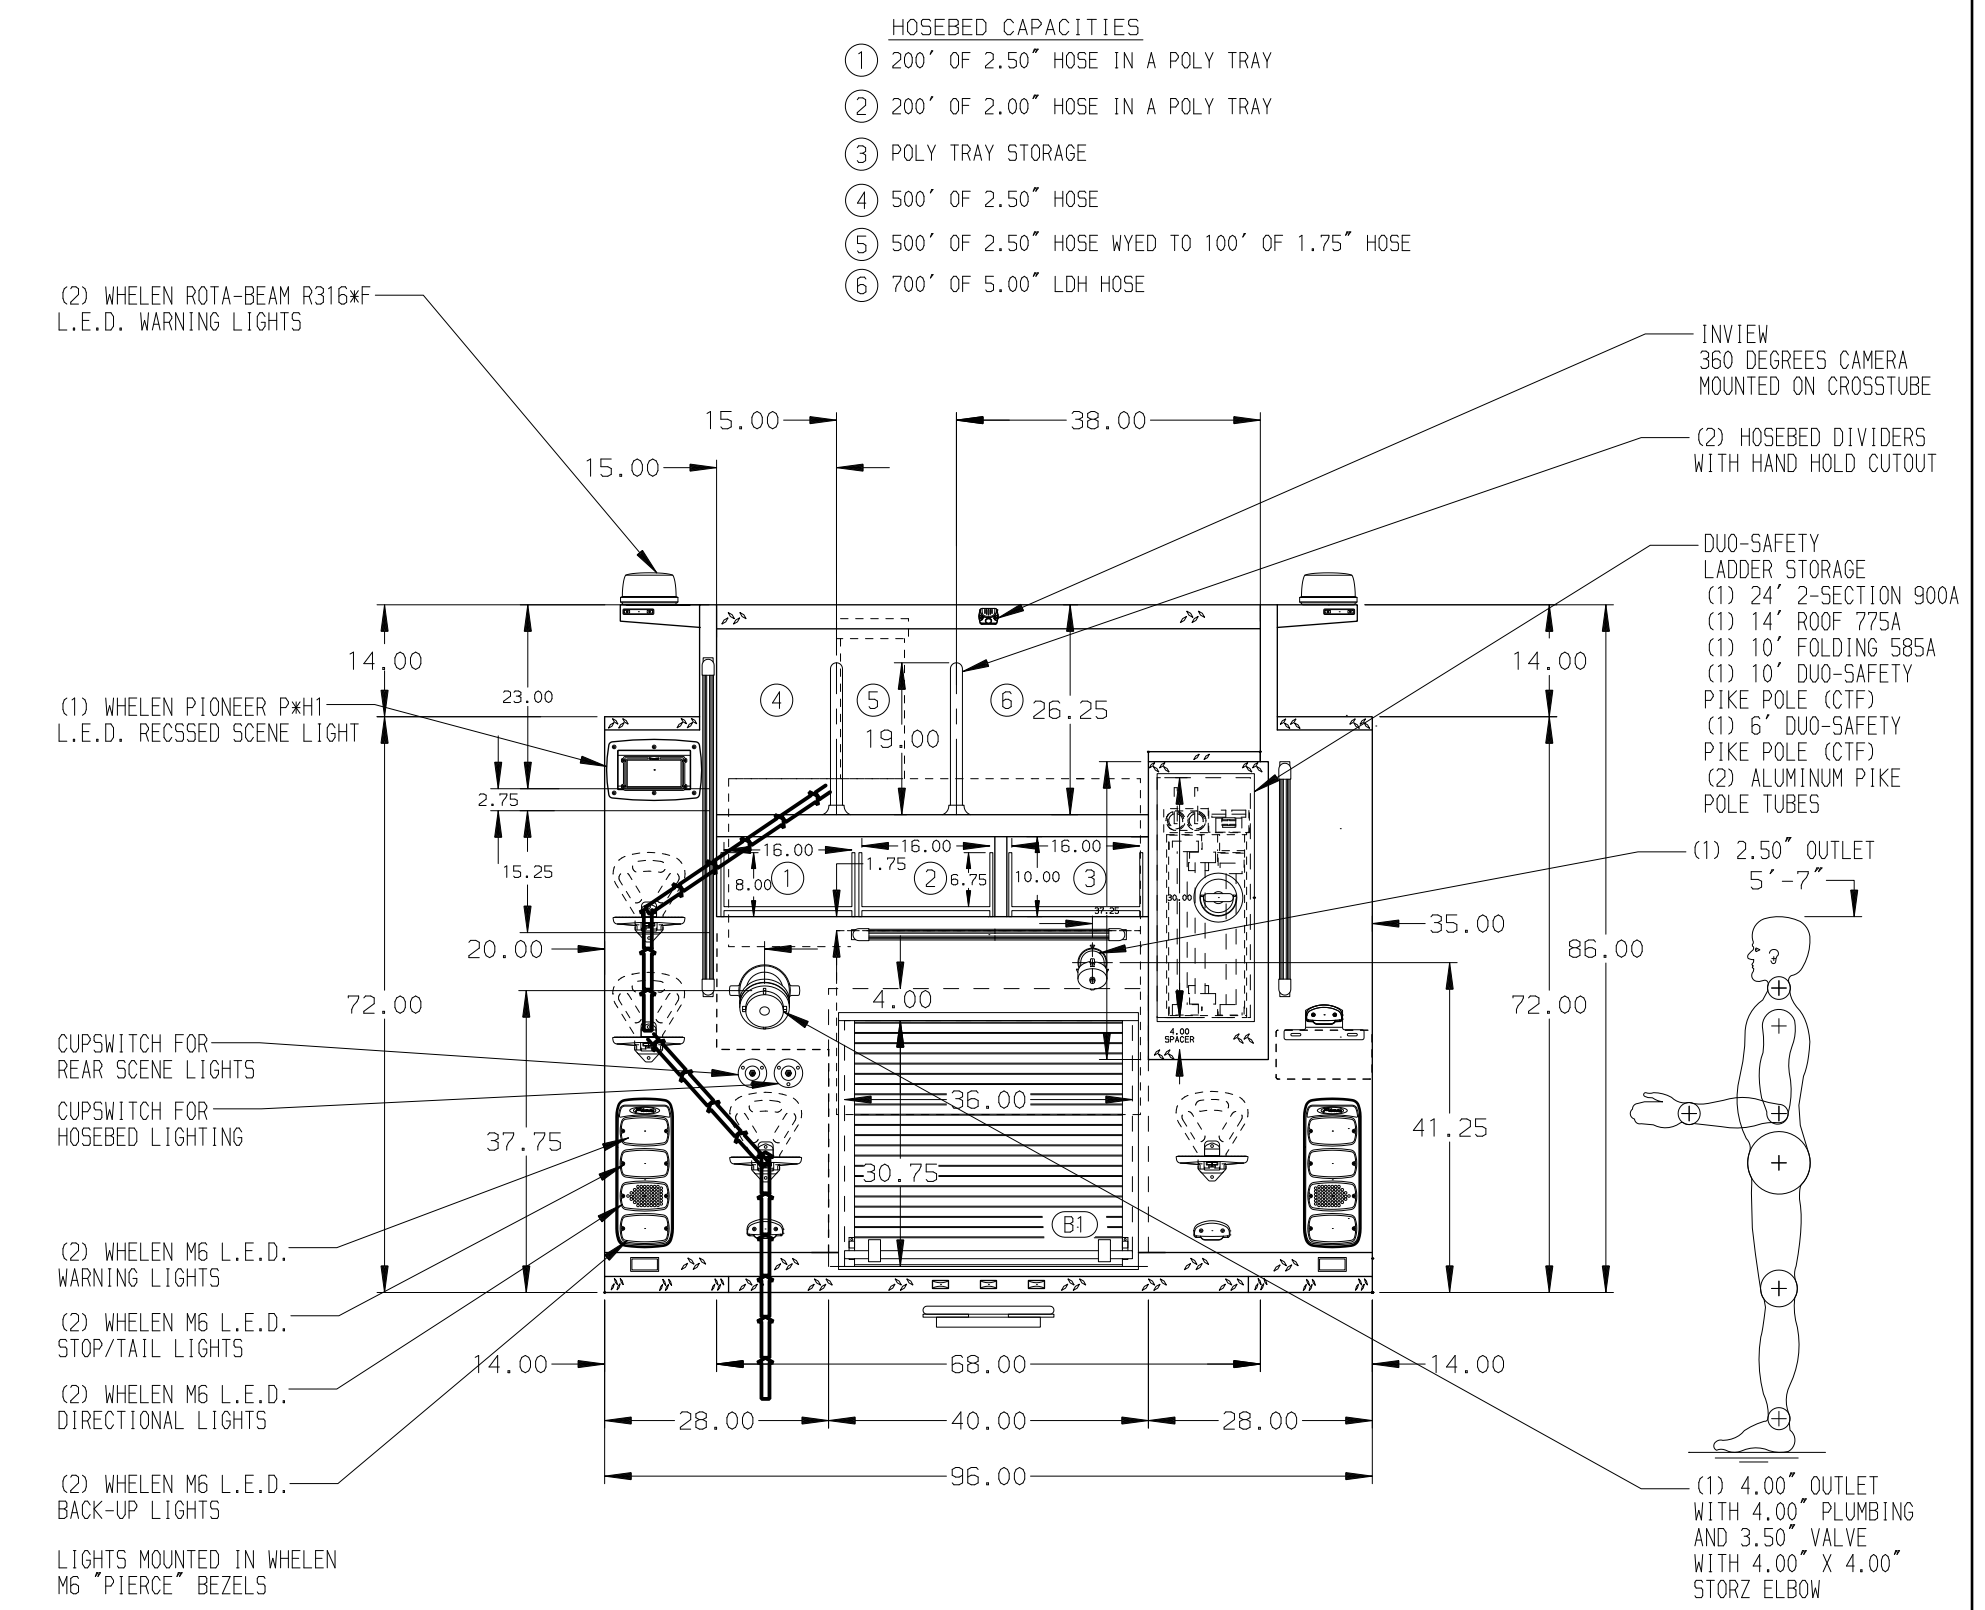 HOSEBED CAPACITIES
1 200' OF 2.50" HOSE IN A POLY TRAY
2 200' OF 2.00" HOSE IN A POLY TRAY
3 POLY TRAY STORAGE
4 500' OF 2.50" HOSE
5 500' OF 2.50" HOSE WYED TO 100' OF 1.75" HOSE
6 700' OF 5.00" LDH HOSE
(2) WHELEN ROTA-BEAM R316*F
L.E.D. WARNING LIGHTS
(1) WHELEN PIONEER P*H1
L.E.D. RECSSED SCENE LIGHT
CUPSWITCH FOR
REAR SCENE LIGHTS
CUPSWITCH FOR
HOSEBED LIGHTING
(2) WHELEN M6 L.E.D.
WARNING LIGHTS
(2) WHELEN M6 L.E.D.
STOP/TAIL LIGHTS
(2) WHELEN M6 L.E.D.
DIRECTIONAL LIGHTS
(2) WHELEN M6 L.E.D.
BACK-UP LIGHTS
LIGHTS MOUNTED IN WHELEN
M6 "PIERCE" BEZELS
15.00
38.00
15.00
14.00
23.00
2.75
15.25
20.00
72.00
37.75
4
5
6
19.00
26.25
16.00
16.00
16.00
1.75
8.00
1
2
6.75
10.00
3
37.25
30.00
4.00
4.00
SPACER
36.00
30.75
B1
14.00
35.00
86.00
72.00
41.25
14.00
68.00
14.00
28.00
40.00
28.00
96.00
INVIEW
360 DEGREES CAMERA
MOUNTED ON CROSSTUBE
(2) HOSEBED DIVIDERS
WITH HAND HOLD CUTOUT
DUO-SAFETY
LADDER STORAGE
(1) 24' 2-SECTION 900A
(1) 14' ROOF 775A
(1) 10' FOLDING 585A
(1) 10' DUO-SAFETY
PIKE POLE (CTF)
(1) 6' DUO-SAFETY
PIKE POLE (CTF)
(2) ALUMINUM PIKE
POLE TUBES
(1) 2.50" OUTLET
5'-7"
(1) 4.00" OUTLET
WITH 4.00" PLUMBING
AND 3.50" VALVE
WITH 4.00" X 4.00"
STORZ ELBOW